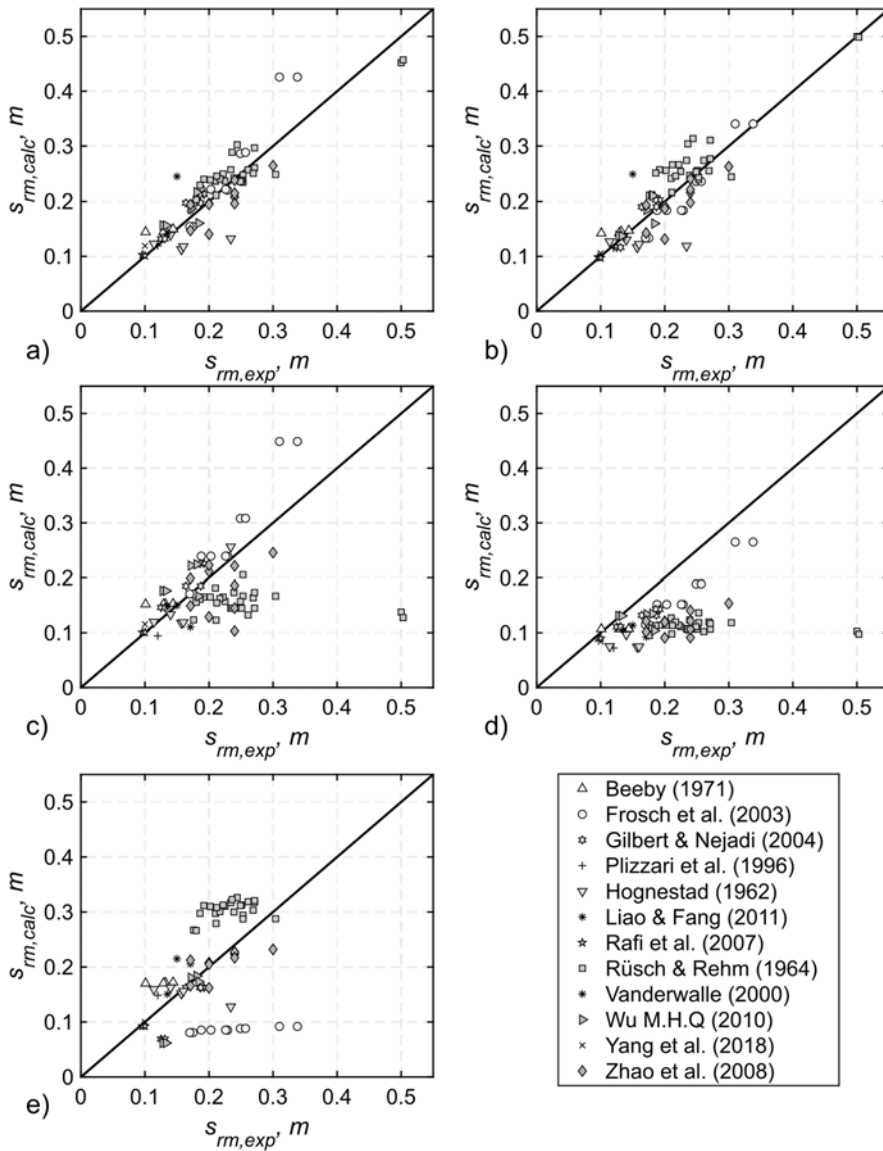 s_rm,calc, m
0.5
0.4
0.3
0.2
0.1
0
0 0.1 0.2 0.3 0.4 0.5
a)
s_rm,exp, m
s_rm,calc, m
0.5
0.4
0.3
0.2
0.1
0
0 0.1 0.2 0.3 0.4 0.5
b)
s_rm,exp, m
s_rm,calc, m
0.5
0.4
0.3
0.2
0.1
0
0 0.1 0.2 0.3 0.4 0.5
c)
s_rm,exp, m
s_rm,calc, m
0.5
0.4
0.3
0.2
0.1
0
0 0.1 0.2 0.3 0.4 0.5
d)
s_rm,exp, m
s_rm,calc, m
0.5
0.4
0.3
0.2
0.1
0
0 0.1 0.2 0.3 0.4 0.5
e)
s_rm,exp, m
Beeby (1971)
Frosch et al. (2003)
Gilbert & Nejadi (2004)
Plizzari et al. (1996)
Hognestad (1962)
Liao & Fang (2011)
Rafi et al. (2007)
Rüsch & Rehm (1964)
Vanderwalle (2000)
Wu M.H.Q (2010)
Yang et al. (2018)
Zhao et al. (2008)